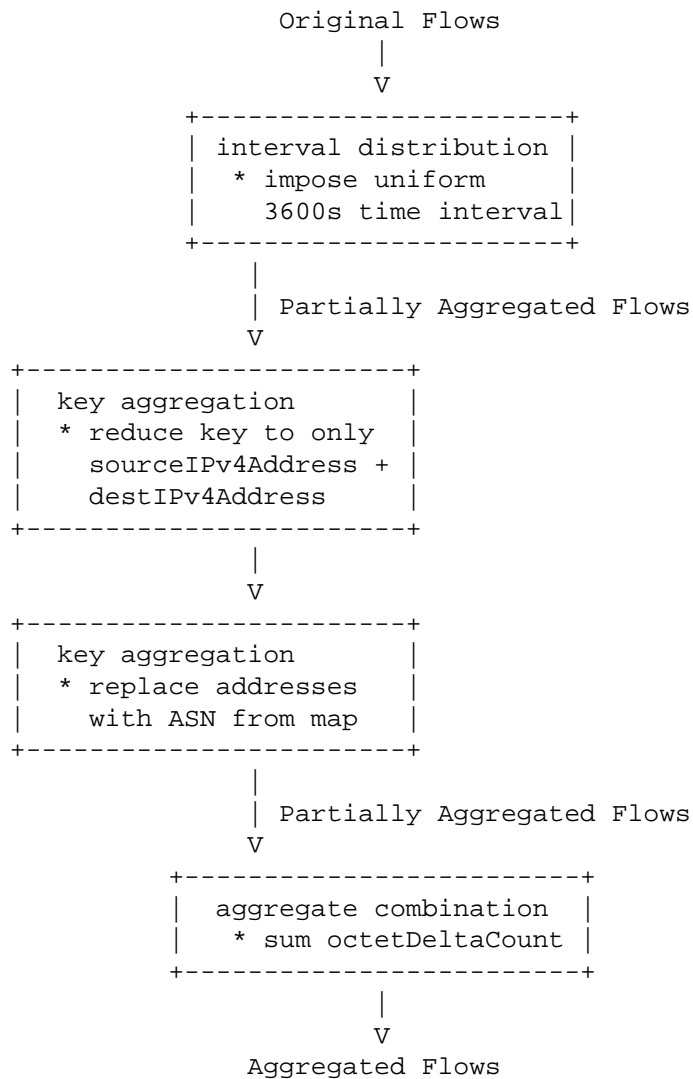 Original Flows
|
V
+-----------------------+
| interval distribution |
| * impose uniform |
| 3600s time interval|
+-----------------------+
|
| Partially Aggregated Flows
V
+------------------------+
| key aggregation |
| * reduce key to only |
| sourceIPv4Address + |
| destIPv4Address |
+------------------------+
|
V
+------------------------+
| key aggregation |
| * replace addresses |
| with ASN from map |
+------------------------+
|
| Partially Aggregated Flows
V
+-------------------------+
| aggregate combination |
| * sum octetDeltaCount |
+-------------------------+
|
V
Aggregated Flows